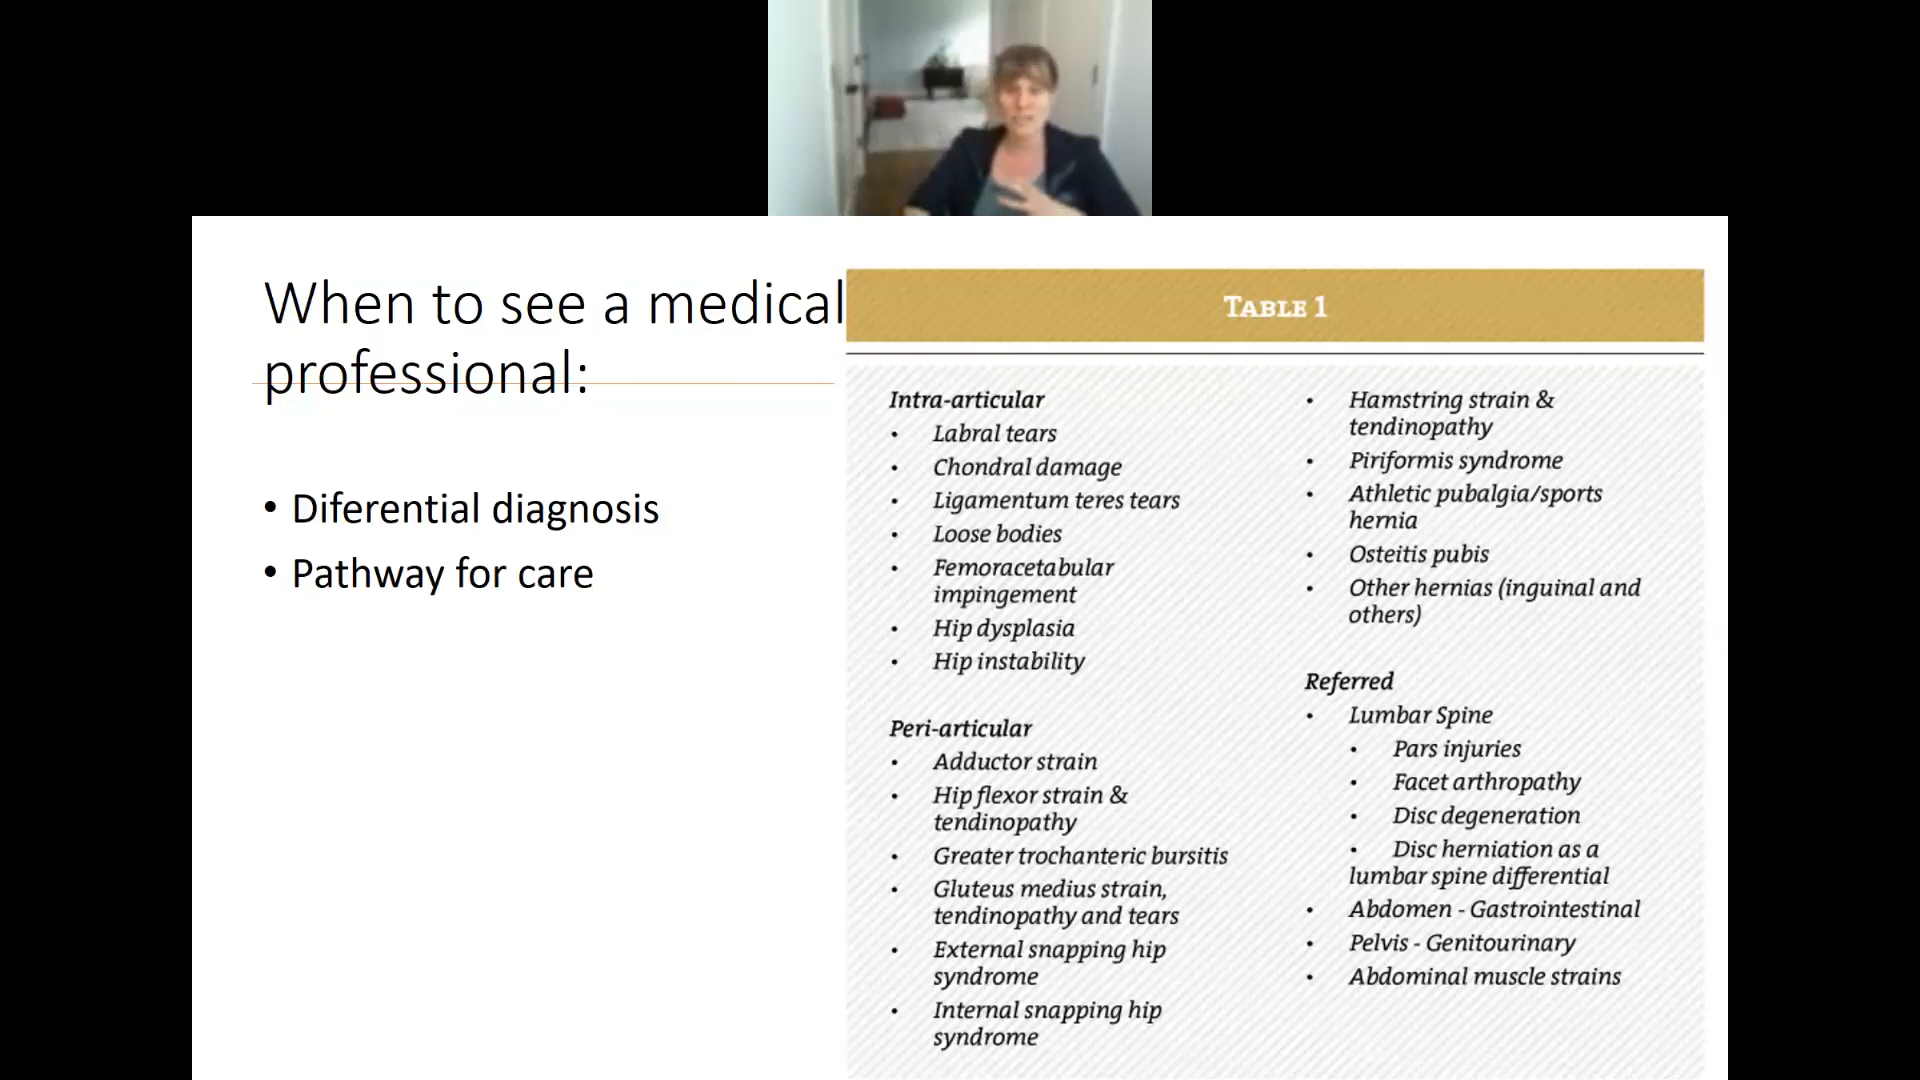 When to see a medical
professional:
• Diferential diagnosis
• Pathway for care
TABLE 1
Intra-articular
• Labral tears
• Chondral damage
• Ligamentum teres tears
• Loose bodies
• Femoracetabular
impingement
• Hip dysplasia
• Hip instability
Peri-articular
• Adductor strain
• Hip flexor strain &
tendinopathy
• Greater trochanteric bursitis
• Gluteus medius strain,
tendinopathy and tears
• External snapping hip
syndrome
• Internal snapping hip
syndrome
• Hamstring strain &
tendinopathy
• Piriformis syndrome
• Athletic pubalgia/sports
hernia
• Osteitis pubis
• Other hernias (inguinal and
others)
Referred
• Lumbar Spine
• Pars injuries
• Facet arthropathy
• Disc degeneration
• Disc herniation as a
lumbar spine differential
• Abdomen - Gastrointestinal
• Pelvis - Genitourinary
• Abdominal muscle strains